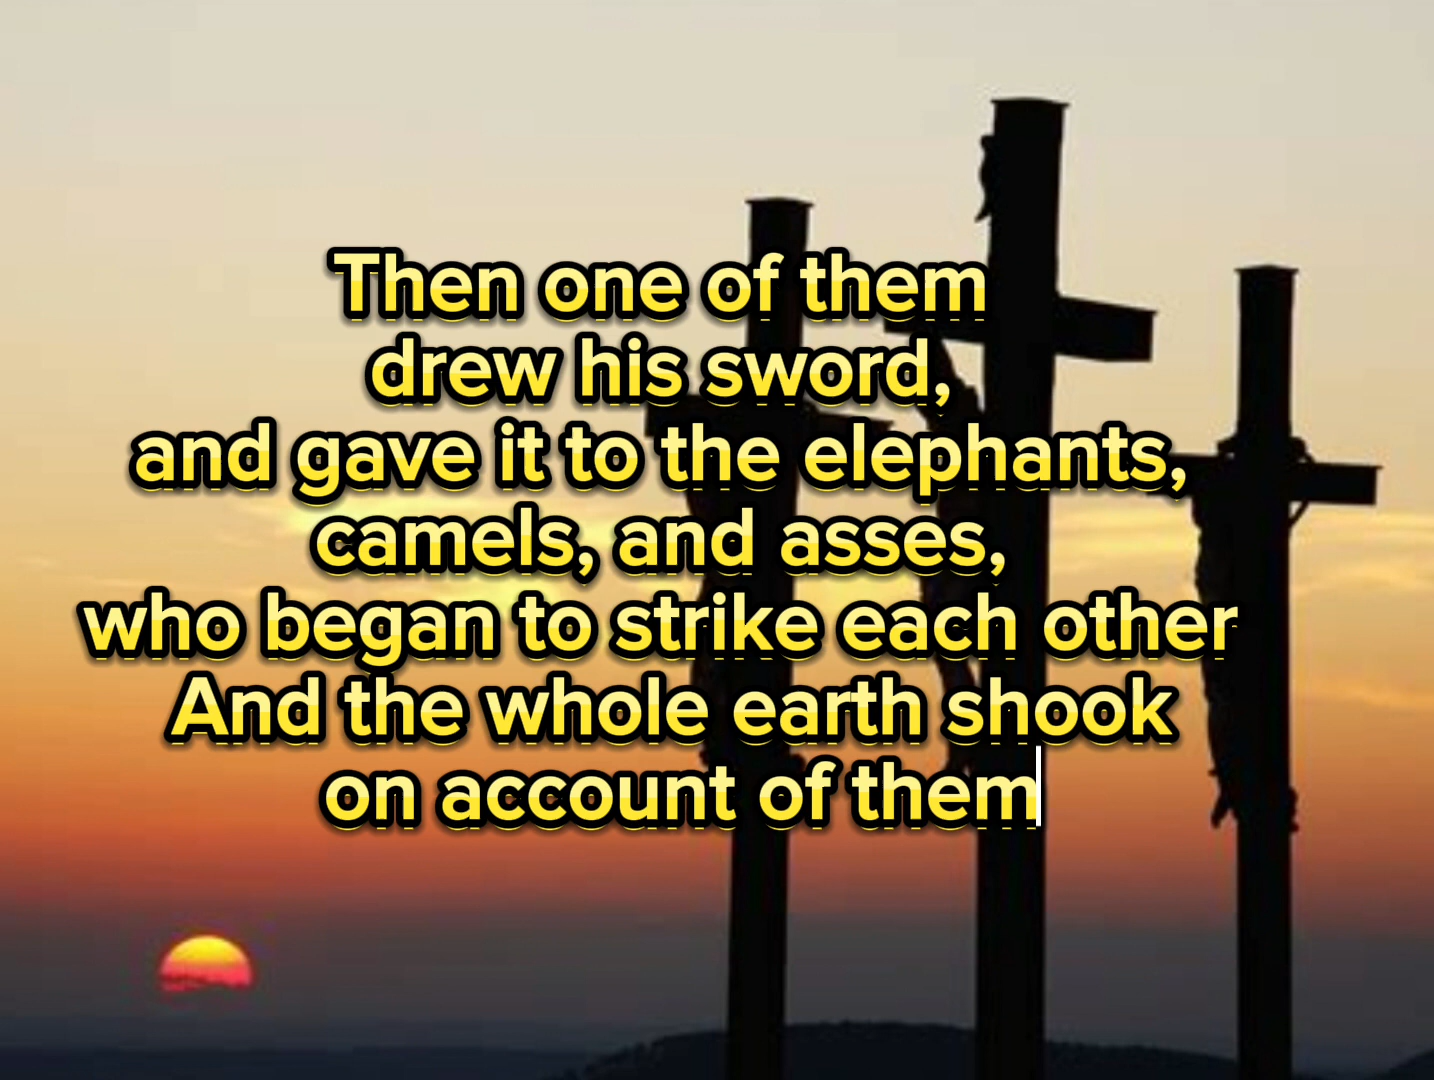 Then one of them
drew his sword,
and gave it to the elephants,
camels, and asses,
who began to strike each other
And the whole earth shook
on account of them